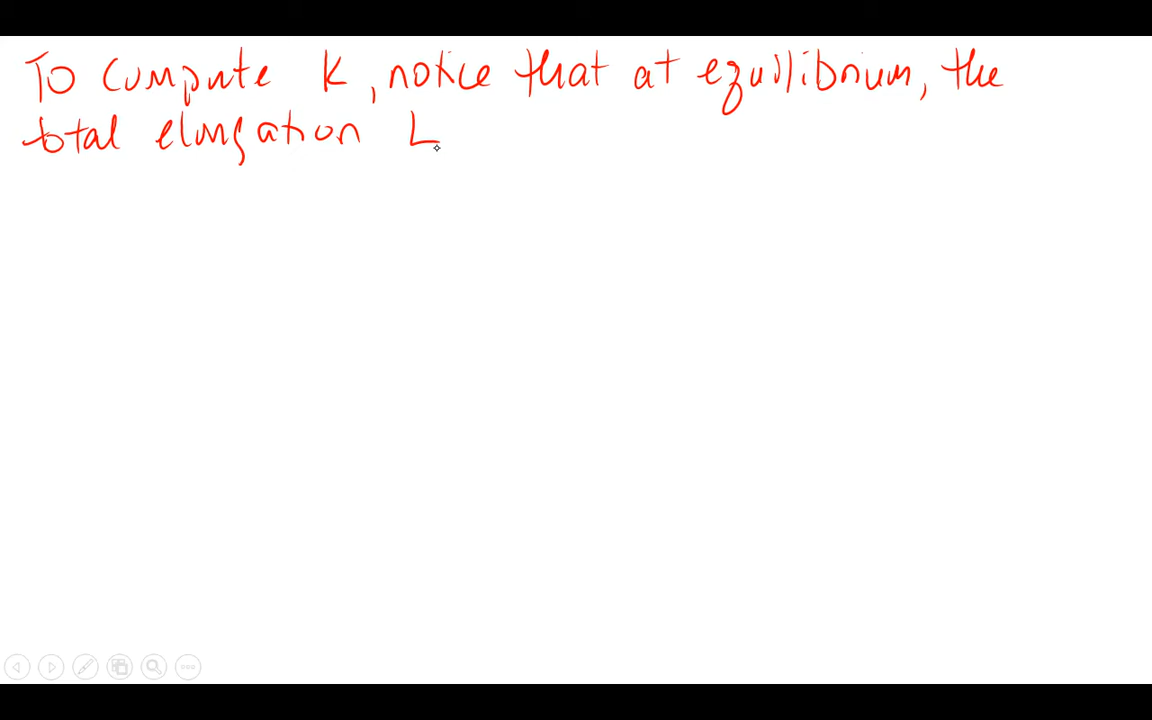 To compute k, notice that at equilibrium, the
total elongation L